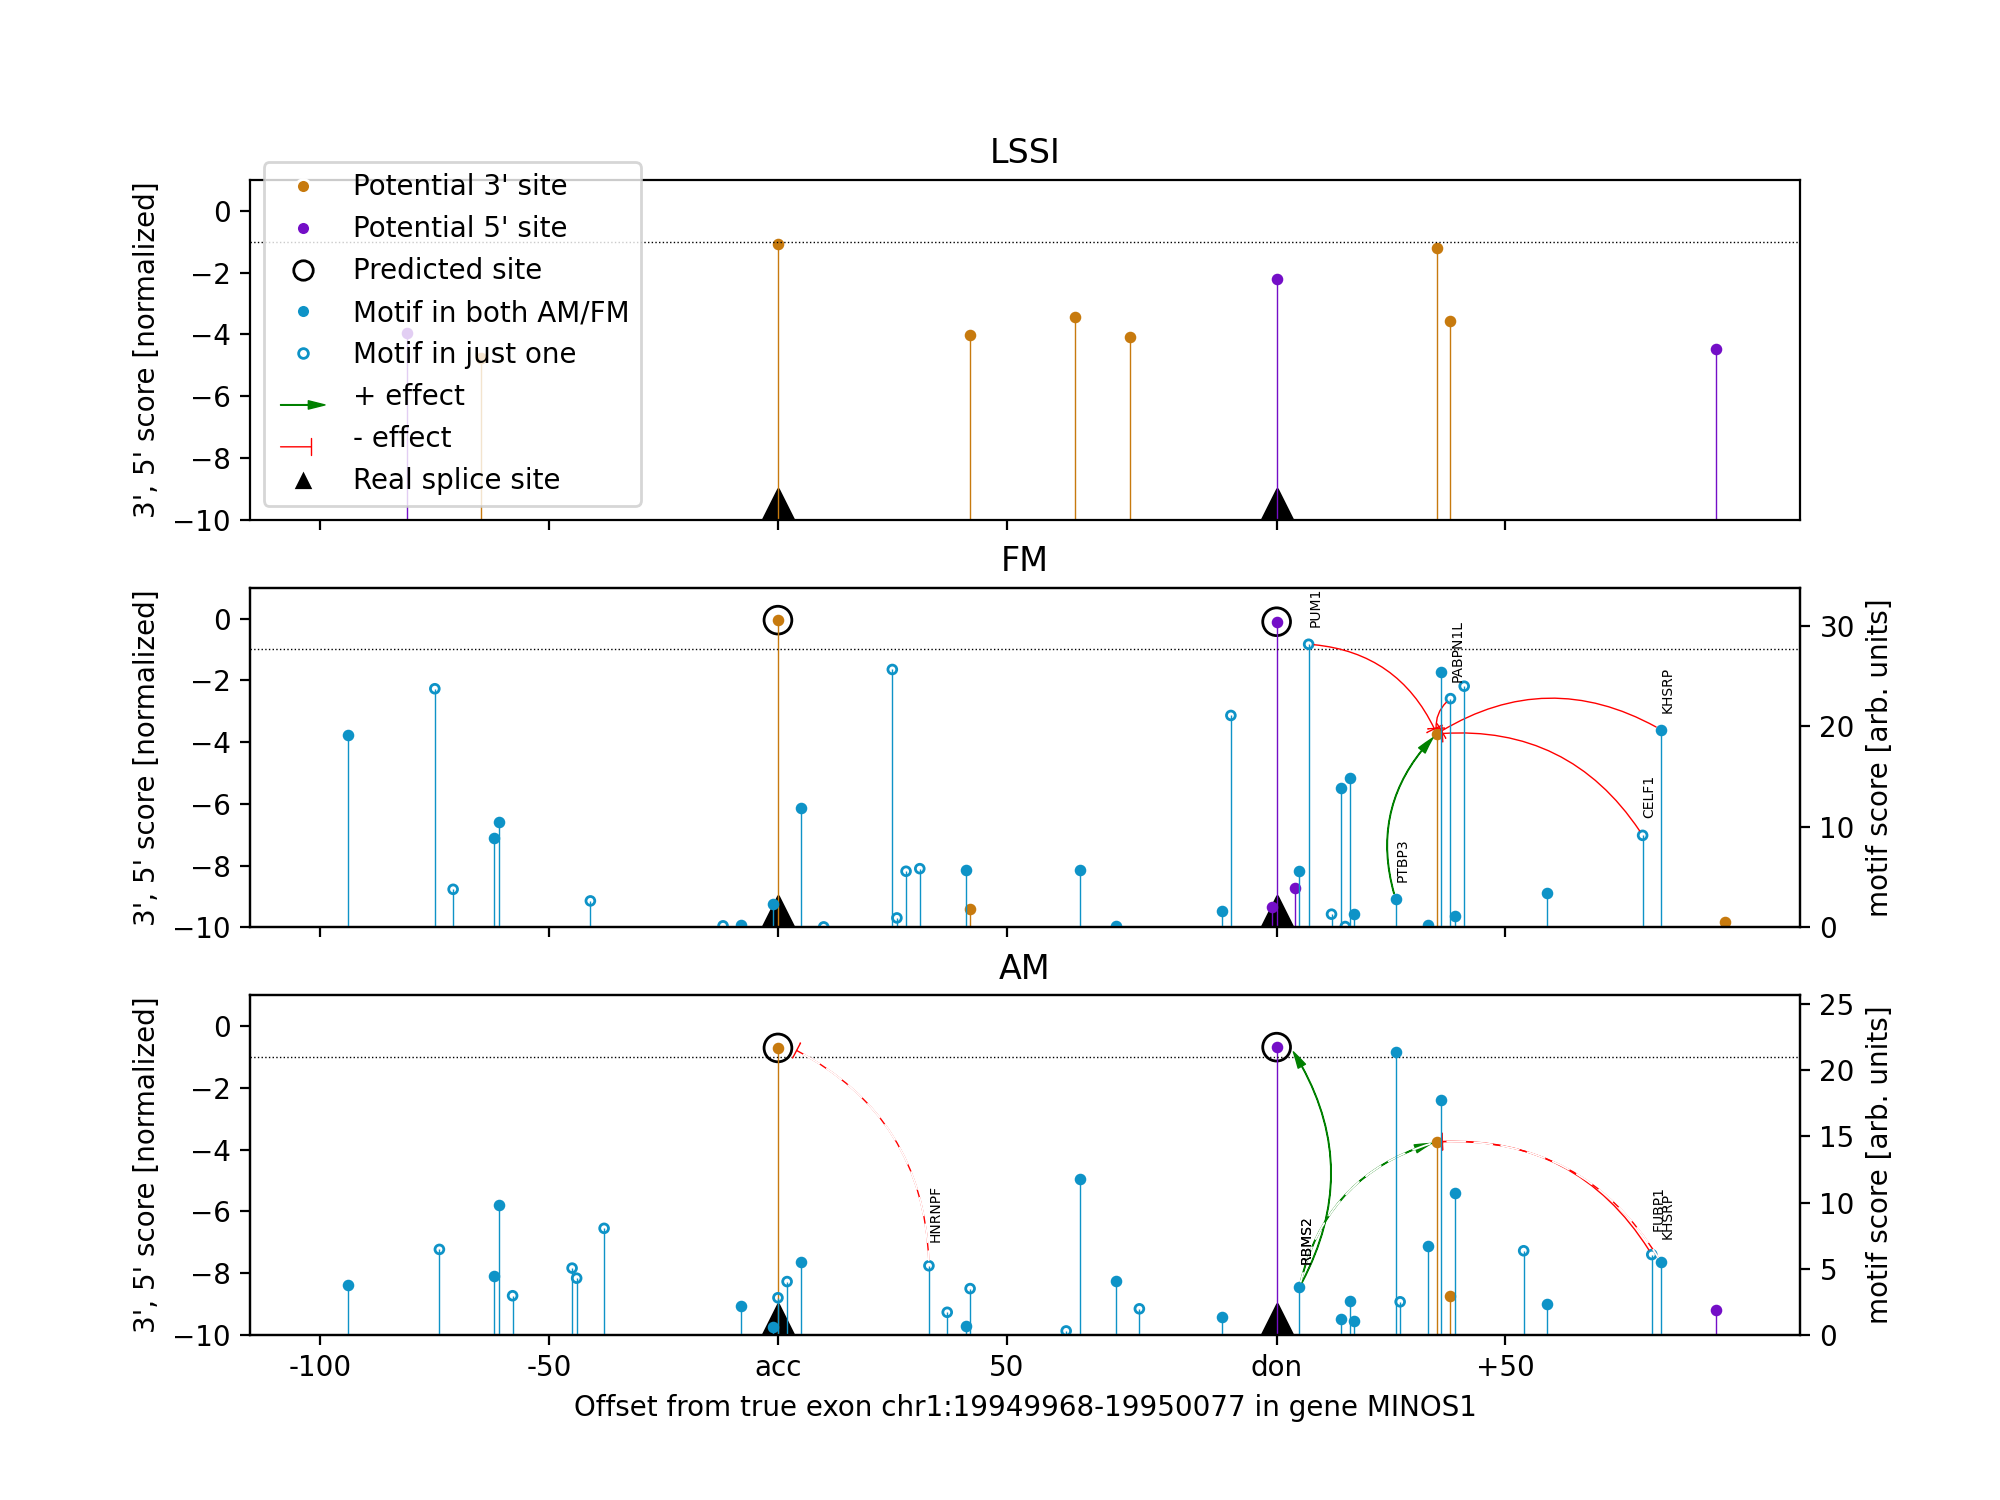 LSSI
3', 5' score [normalized]
0
−2
−4
−6
−8
−10
Potential 3' site
Potential 5' site
Predicted site
Motif in both AM/FM
Motif in just one
+ effect
- effect
Real splice site
FM
3', 5' score [normalized]
0
−2
−4
−6
−8
−10
PUM1
PABPN1L
KHSRP
CELF1
PTBP3
30
20
10
0
motif score [arb. units]
AM
3', 5' score [normalized]
0
−2
−4
−6
−8
−10
HNRNPF
RBMS2
FUBP1
KHSRP
25
20
15
10
5
0
motif score [arb. units]
-100
-50
acc
50
don
+50
Offset from true exon chr1:19949968-19950077 in gene MINOS1